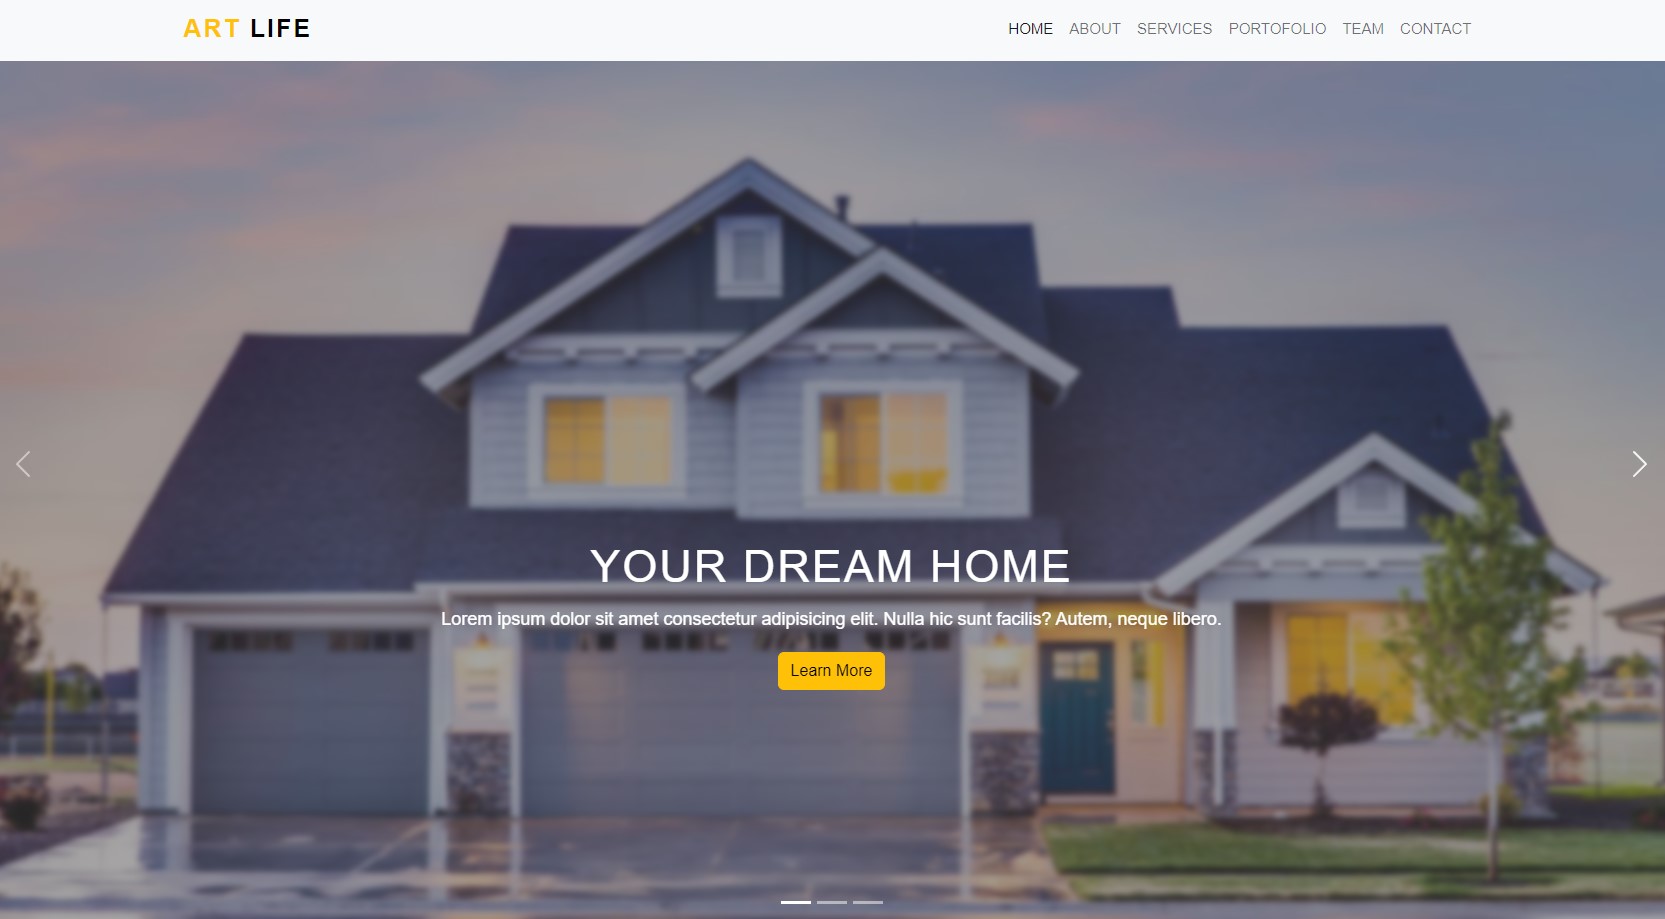 ART LIFE
HOME ABOUT SERVICES PORTOFOLIO TEAM CONTACT
YOUR DREAM HOME
Lorem ipsum dolor sit amet consectetur adipisicing elit. Nulla hic sunt facilis? Autem, neque libero.
Learn More